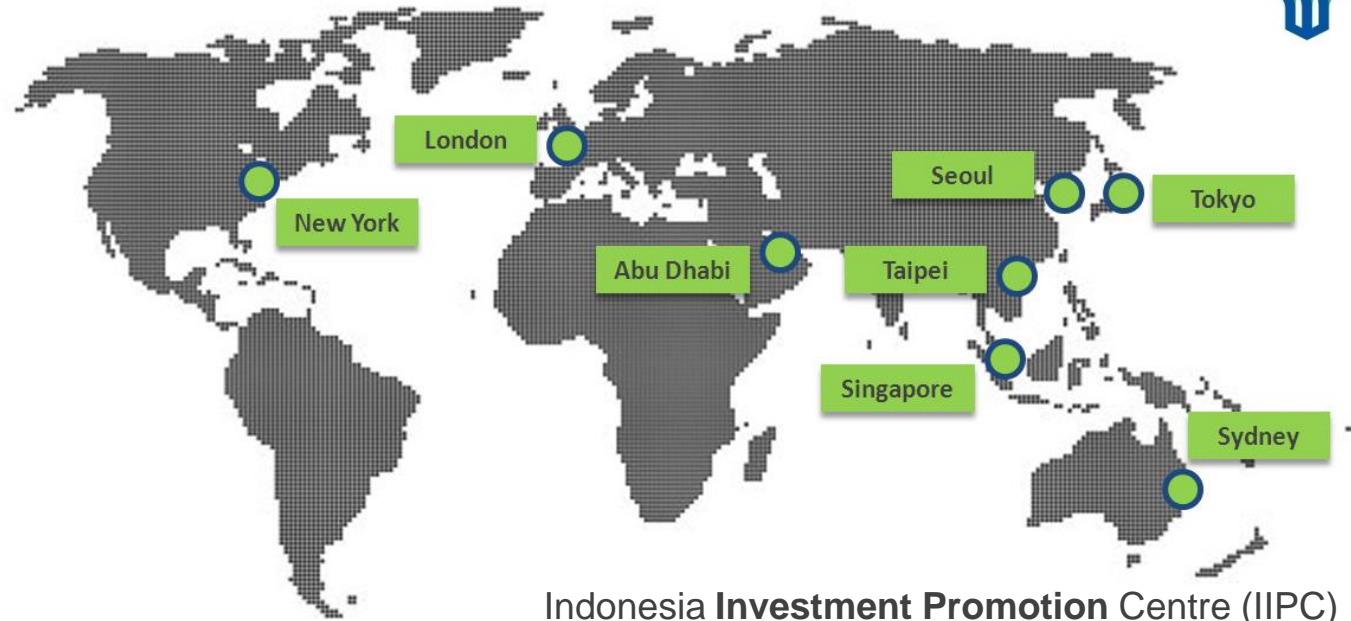 London
Seoul
Tokyo
New York
Abu Dhabi
Taipei
Singapore
Sydney
Indonesia Investment Promotion Centre (IIPC)